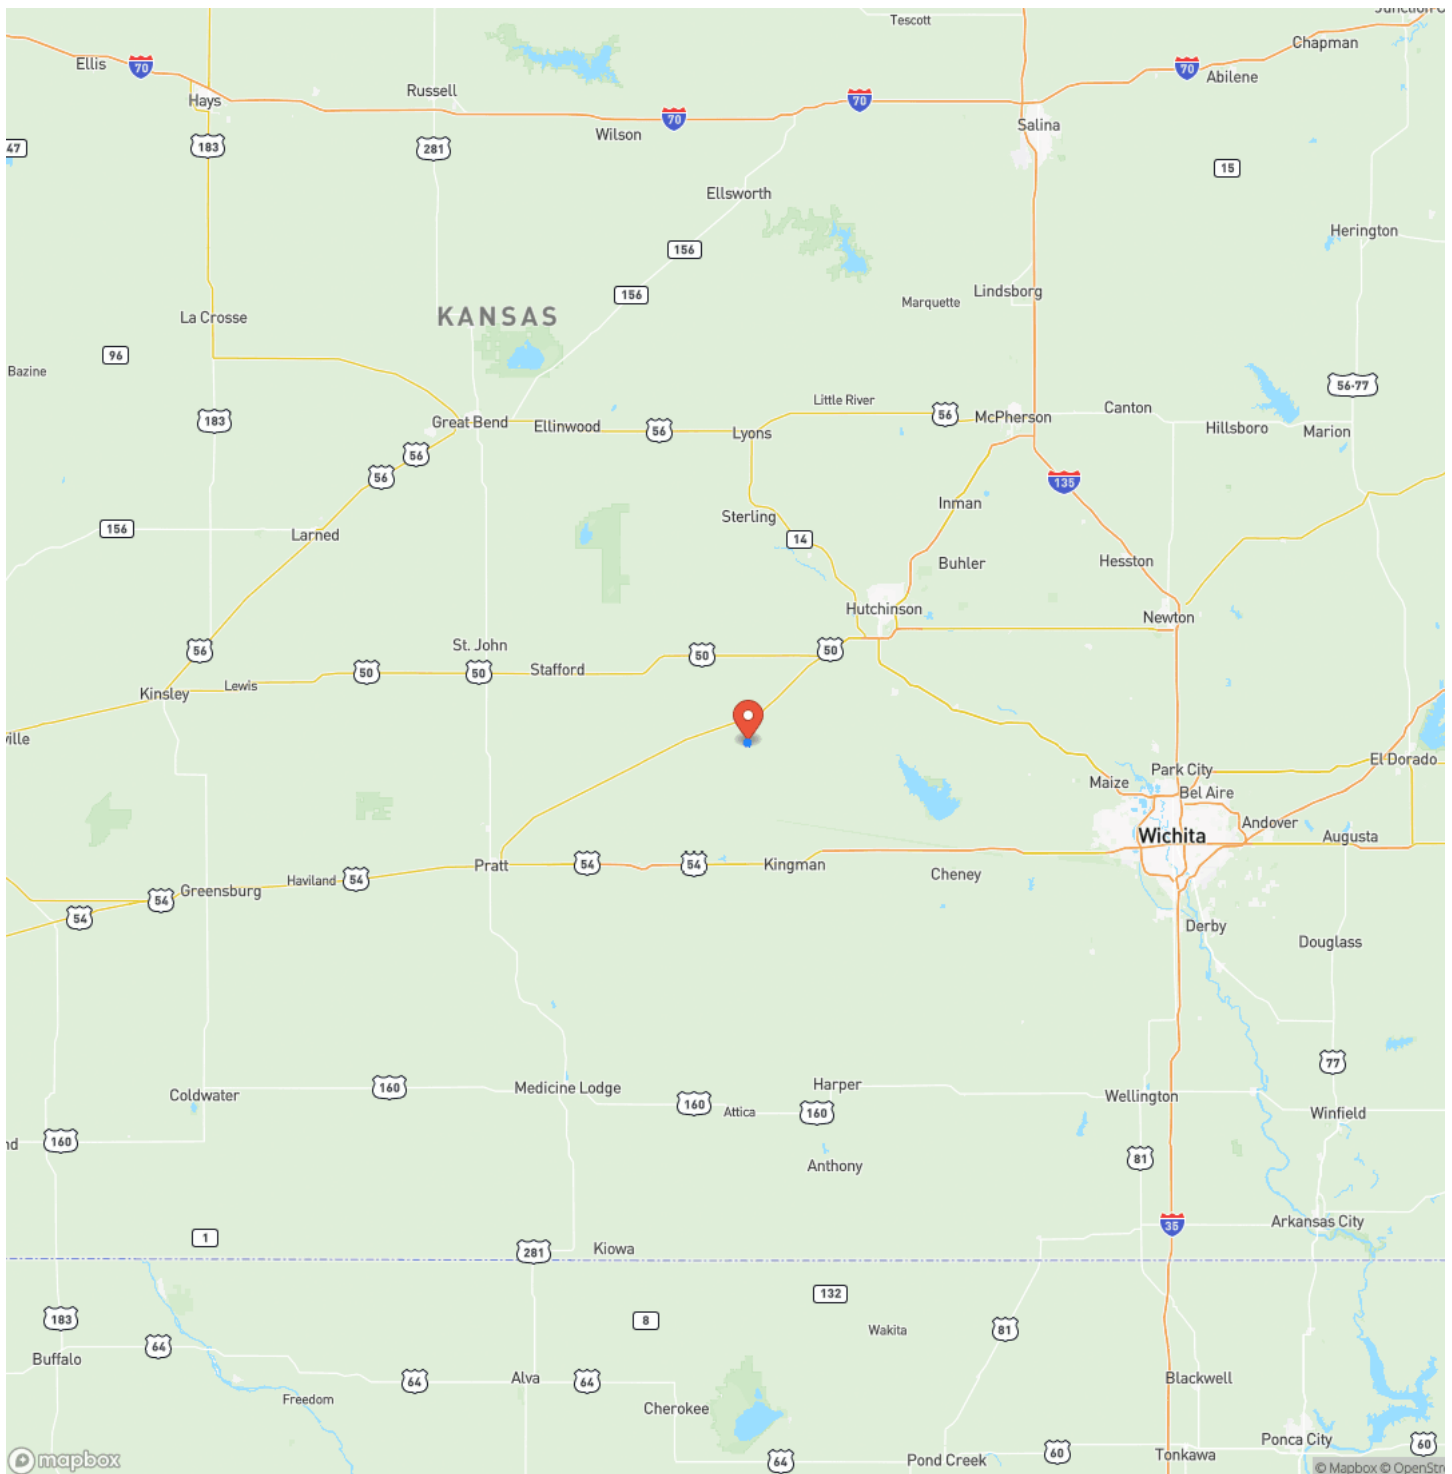 Tescott
Chapman
Ellis
70
70
Abilene
Hays
Russell
70
70
Wilson
Salina
47
183
281
15
Ellsworth
Herington
156
156
Lindsborg
Marquette
La Crosse
KANSAS
96
Bazine
56-77
183
Little River
Great Bend
Ellinwood
56
Lyons
56
McPherson
Canton
Hillsboro
Marion
56
56
135
Inman
Sterling
156
Larned
14
Buhler
Hesston
Hutchinson
Newton
56
St. John
50
50
Stafford
50
50
Lewis
Kinsley
ville
El Dorado
Park City
Maize
Bel Aire
Andover
Wichita
Augusta
Pratt
54
54
Kingman
Haviland
54
Cheney
Greensburg
54
54
Derby
Douglass
77
160
Coldwater
Medicine Lodge
Harper
160
Attica
160
Wellington
Winfield
nd
160
81
Anthony
Arkansas City
35
1
281
Kiowa
132
183
8
Wakita
81
64
Buffalo
64
Alva
64
Blackwell
Freedom
Cherokee
Ponca City
60
mapbox
64
Pond Creek
60
Tonkawa
© Mapbox © OpenStr